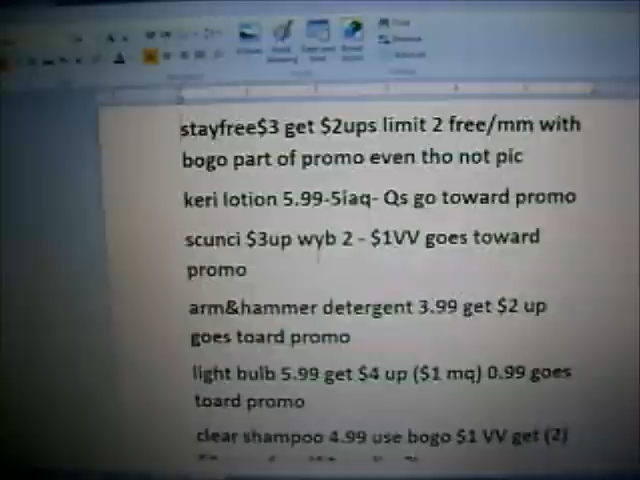 stayfree$3 get $2ups limit 2 free/mm with
bogo part of promo even tho not pic
keri lotion 5.99-5iaq- Qs go toward promo
scunci $3up wyb 2 - $1VV goes toward
promo
arm&hammer detergent 3.99 get $2 up
goes toard promo
light bulb 5.99 get $4 up ($1 mq) 0.99 goes
toard promo
clear shampoo 4.99 use bogo $1 VV get (2)